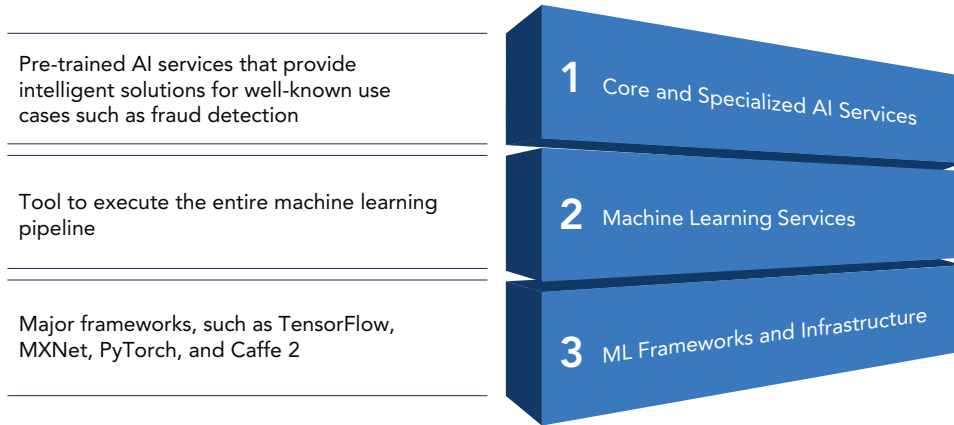 Pre-trained AI services that provide
intelligent solutions for well-known use
cases such as fraud detection
1 Core and Specialized AI Services
Tool to execute the entire machine learning
pipeline
2 Machine Learning Services
Major frameworks, such as TensorFlow,
MXNet, PyTorch, and Caffe 2
3 ML Frameworks and Infrastructure